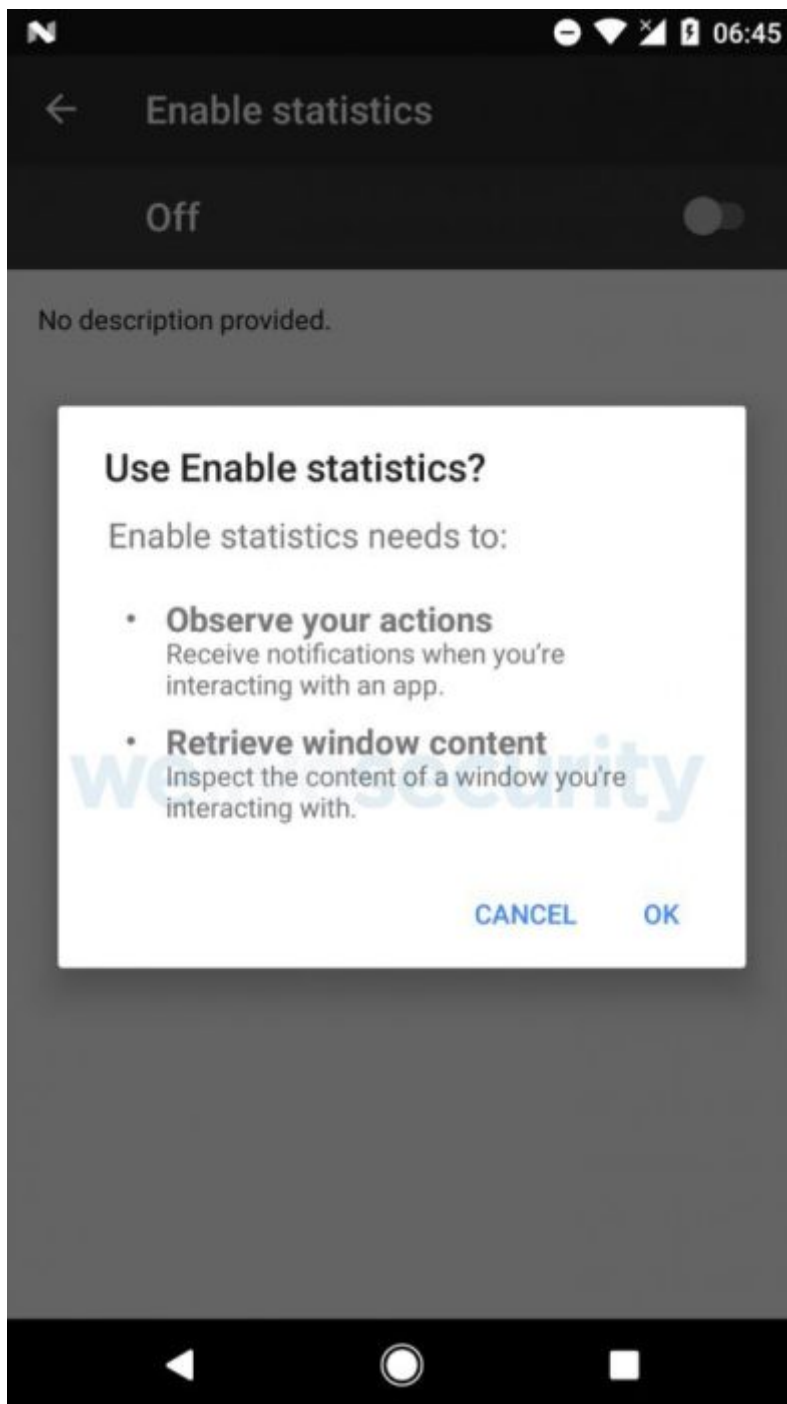 06:45
Enable statistics
Off
No description provided.
Use Enable statistics?
Enable statistics needs to:
• Observe your actions
Receive notifications when you're
interacting with an app.
• Retrieve window content
Inspect the content of a window you're
interacting with.
security
CANCEL
OK